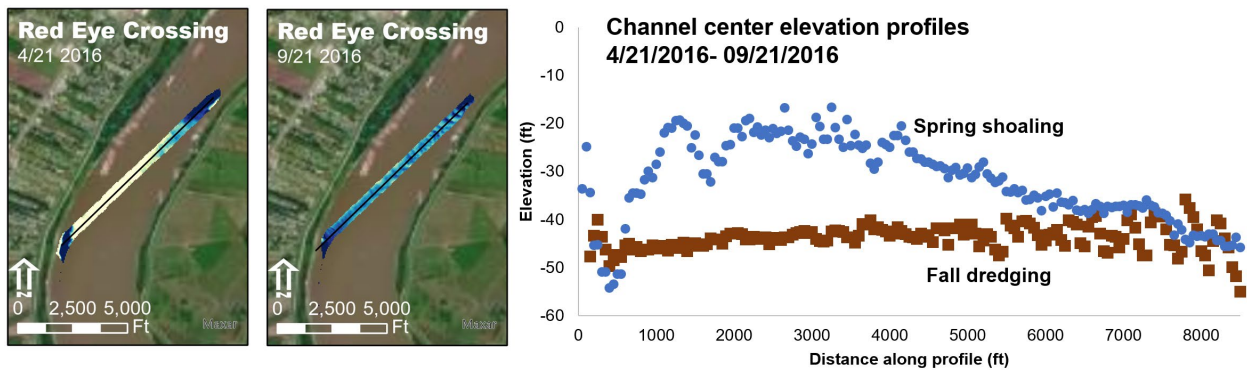 Red Eye Crossing
4/21 2016
N
0 2,500 5,000
Ft
Maxar
Red Eye Crossing
9/21 2016
N
0 2,500 5,000
Ft
Maxar
Channel center elevation profiles
4/21/2016- 09/21/2016
Elevation (ft)
0
-10
-20
-30
-40
-50
-60
Spring shoaling
Fall dredging
0 1000 2000 3000 4000 5000 6000 7000 8000
Distance along profile (ft)